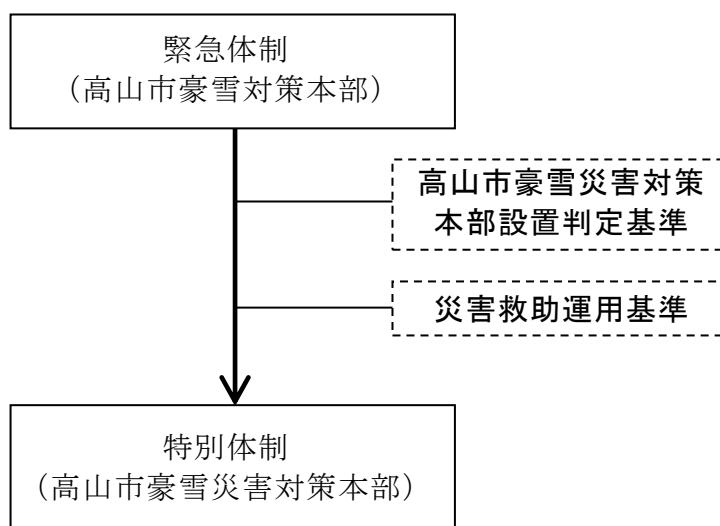 緊急体制
（高山市豪雪対策本部）
高山市豪雪災害対策
本部設置判定基準
災害救助運用基準
特別体制
（高山市豪雪災害対策本部）